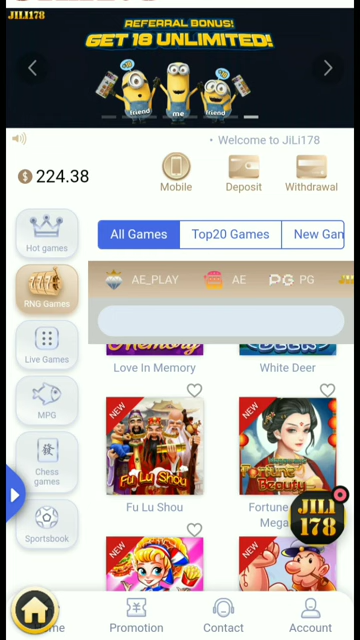 JILI178
REFERRAL BONUS!
GET 18 UNLIMITED!
friend
me
friend
• Welcome to JiLi178
$ 224.38
Mobile
Deposit
Withdrawal
Hot games
All Games
Top20 Games
New Gam
RNG Games
AE_PLAY
AE
PG PG
Live Games
Love In Memory
White Deer
MPG
NEW
NEW
Fu Lu Shou
Fortune Beauty
Chess
games
Fu Lu Shou
Fortune
Mega
JILI
178
Sportsbook
NEW
NEW
Promotion
Contact
Account